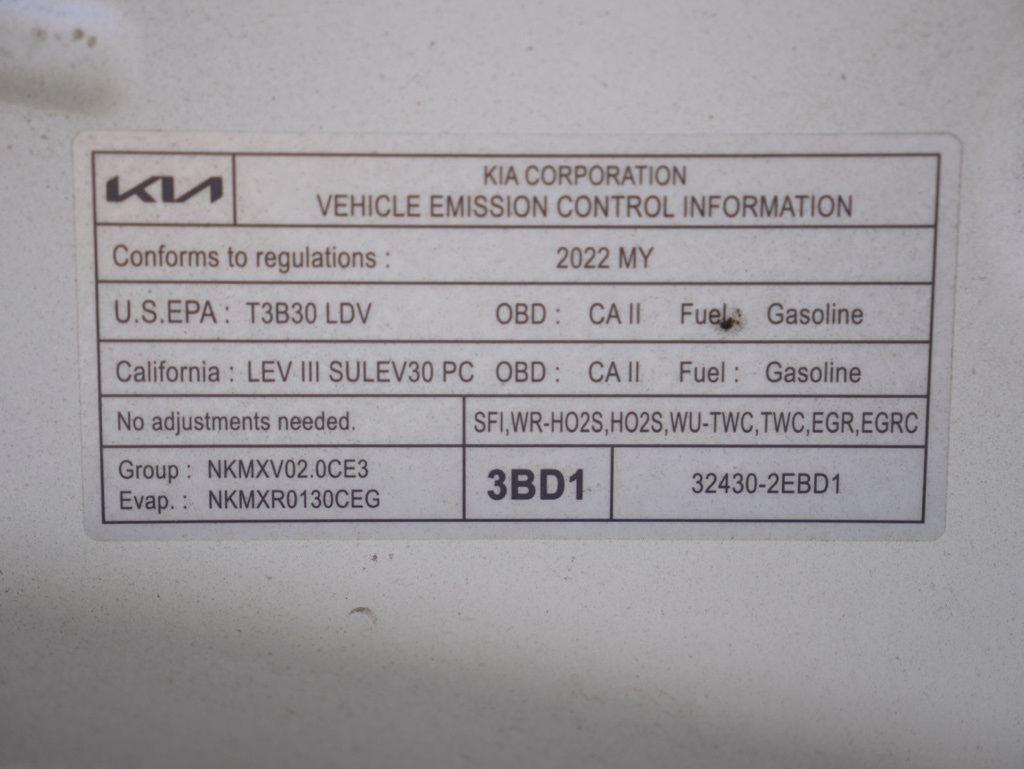 KIA KIA CORPORATION
VEHICLE EMISSION CONTROL INFORMATION
Conforms to regulations : 2022 MY
U.S.EPA : T3B30 LDV OBD : CA II Fuel : Gasoline
California : LEV III SULEV30 PC OBD : CA II Fuel : Gasoline
No adjustments needed. SFI,WR-HO2S,HO2S,WU-TWC,TWC,EGR,EGRC
Group : NKMXV02.0CE3
Evap. : NKMXR0130CEG
3BD1 32430-2EBD1